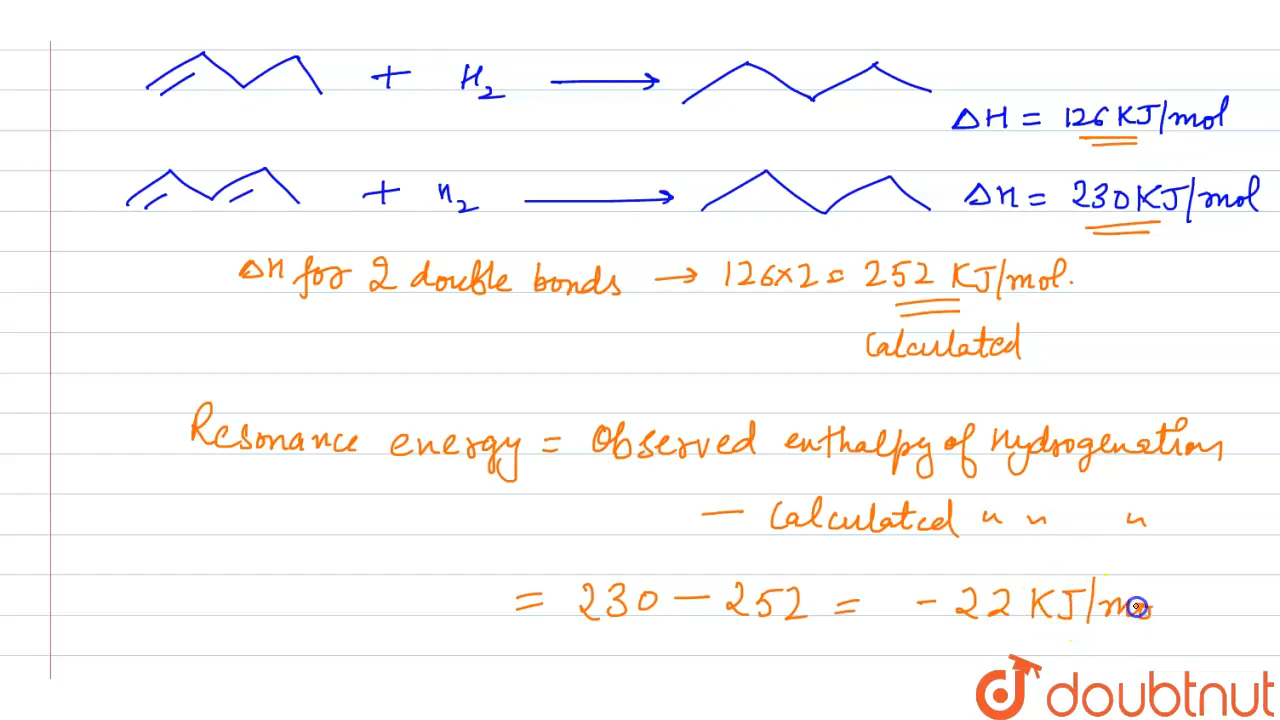 + H2 → ΔH = 126 KJ/mol
+ H2 → ΔH = 230 KJ/mol
ΔH for 2 double bonds → 126×2 = 252 KJ/mol.
Calculated
Resonance energy = Observed enthalpy of Hydrogenation
— Calculated " " "
= 230 — 252 = - 22 KJ/mo
doubtnut